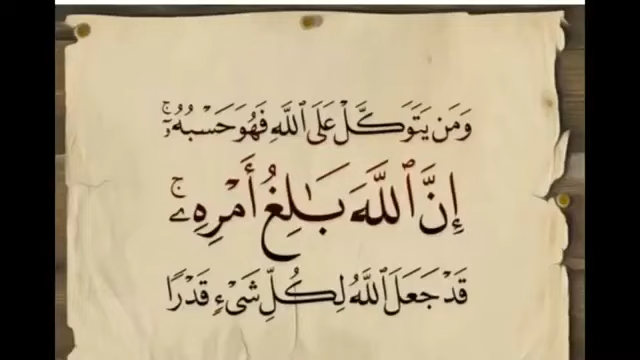 وَمَن يَتَوَكَّلْ عَلَى ٱللَّهِ فَهُوَ حَسْبُهُۥٓ ۚ
إِنَّ ٱللَّهَ بَٰلِغُ أَمْرِهِۦ ۚ
قَدْ جَعَلَ ٱللَّهُ لِكُلِّ شَىْءٍ قَدْرًا